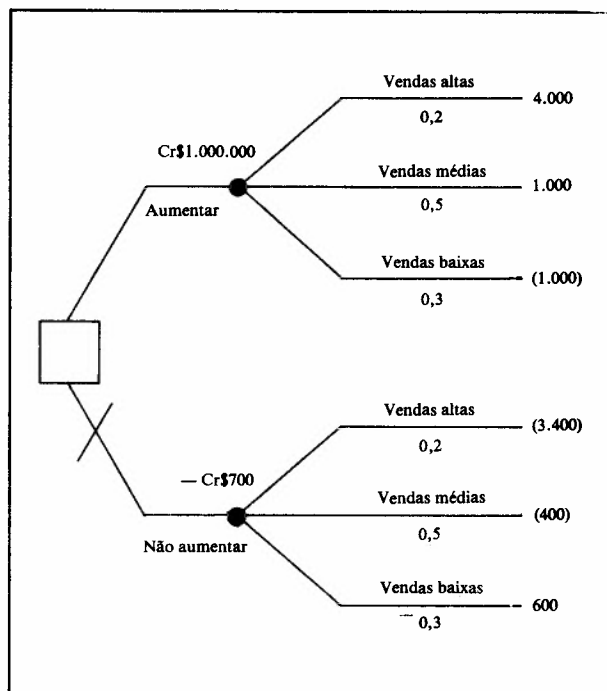 Vendas altas
4.000
0,2
Cr$1.000.000
Vendas médias
1.000
Aumentar
0,5
Vendas baixas
(1.000)
0,3
Vendas altas
(3.400)
0,2
— Cr$700
Vendas médias
(400)
Não aumentar
0,5
Vendas baixas
600
0,3